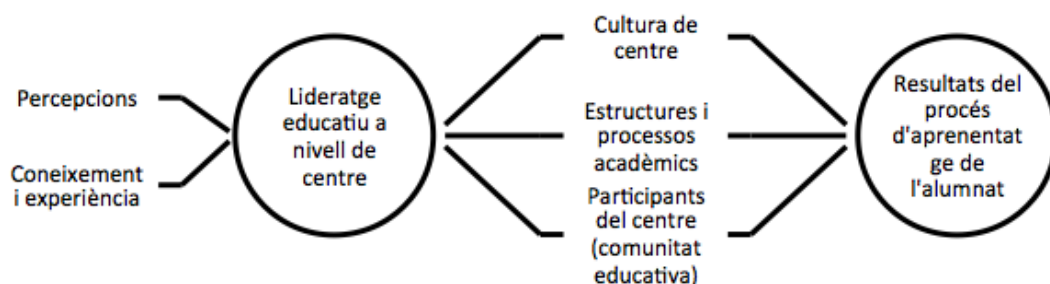 Percepcions
Coneixement
i experiència
Lideratge
educatiu a
nivell de
centre
Cultura de
centre
Estructures i
processos
acadèmics
Participants
del centre
(comunitat
educativa)
Resultats del
procés
d'aprenentat
ge de
l'alumnat